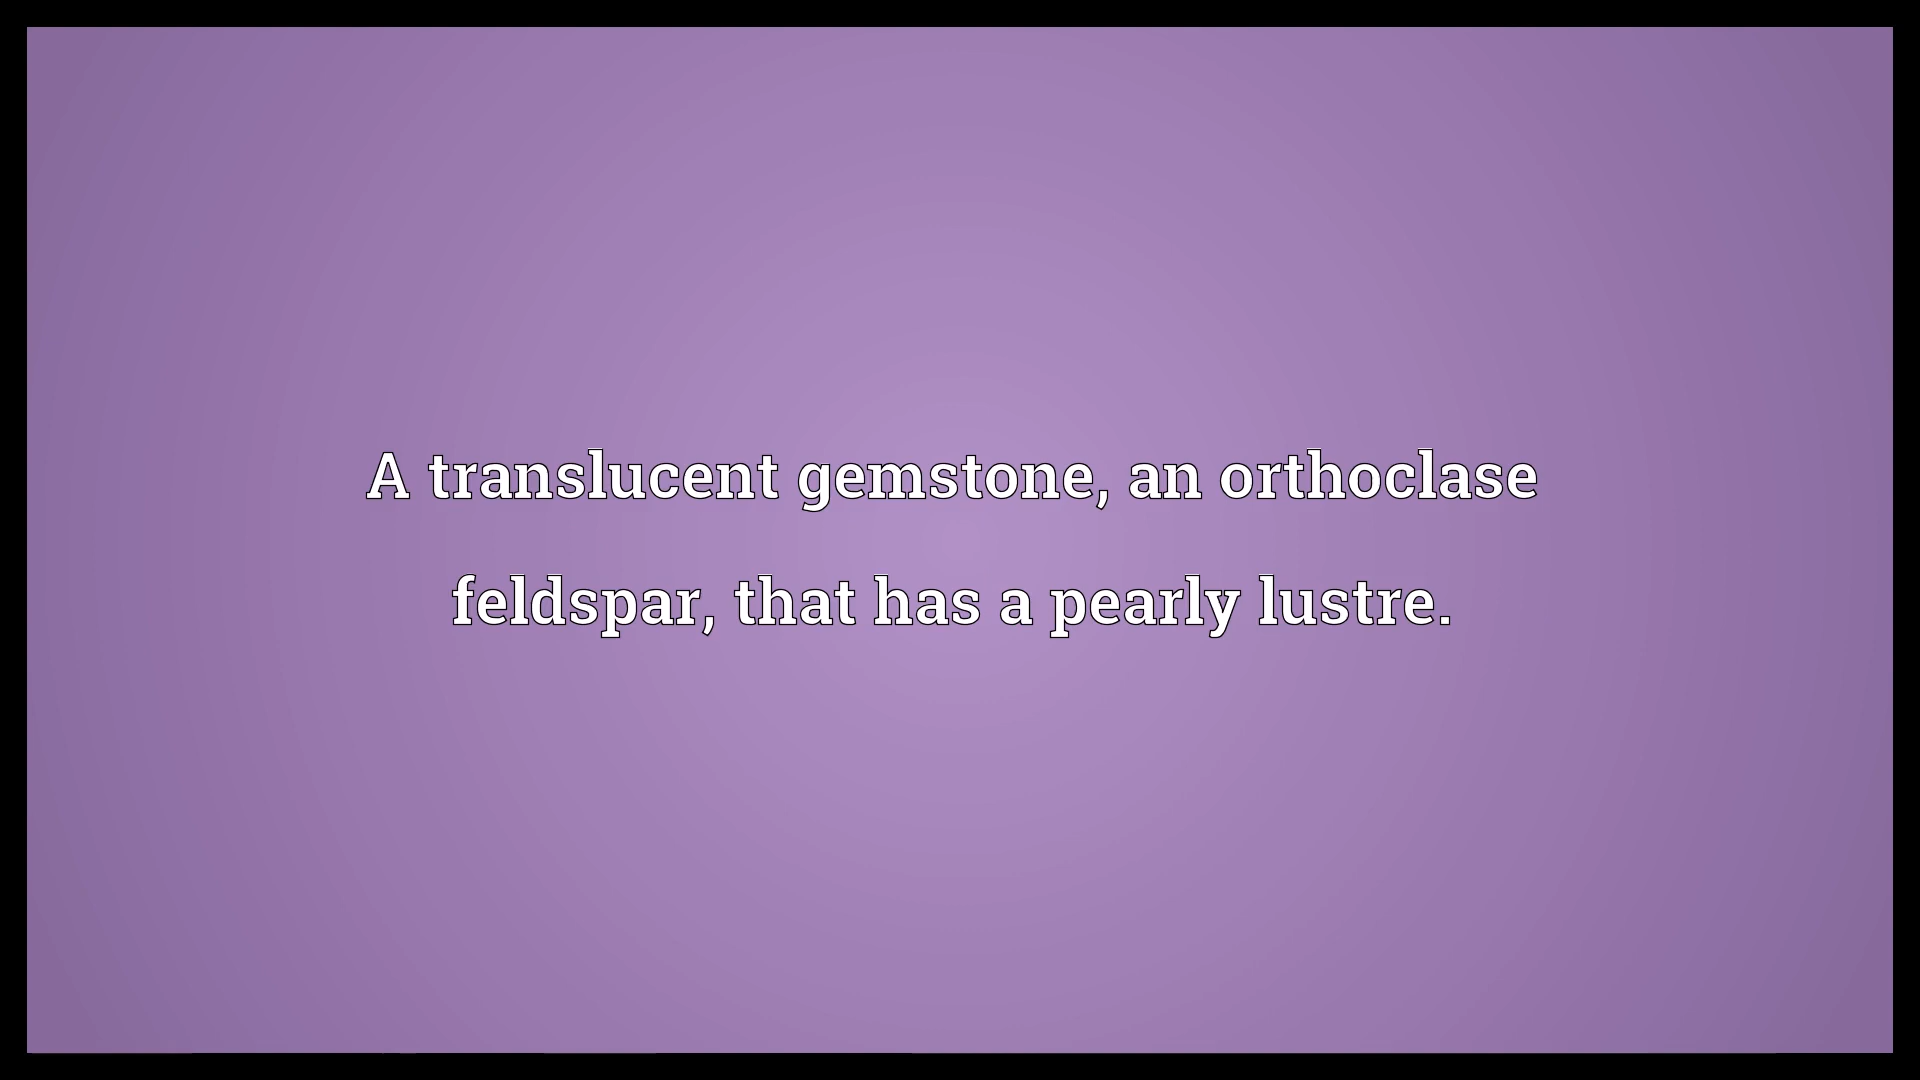 A translucent gemstone, an orthoclase
feldspar, that has a pearly lustre.